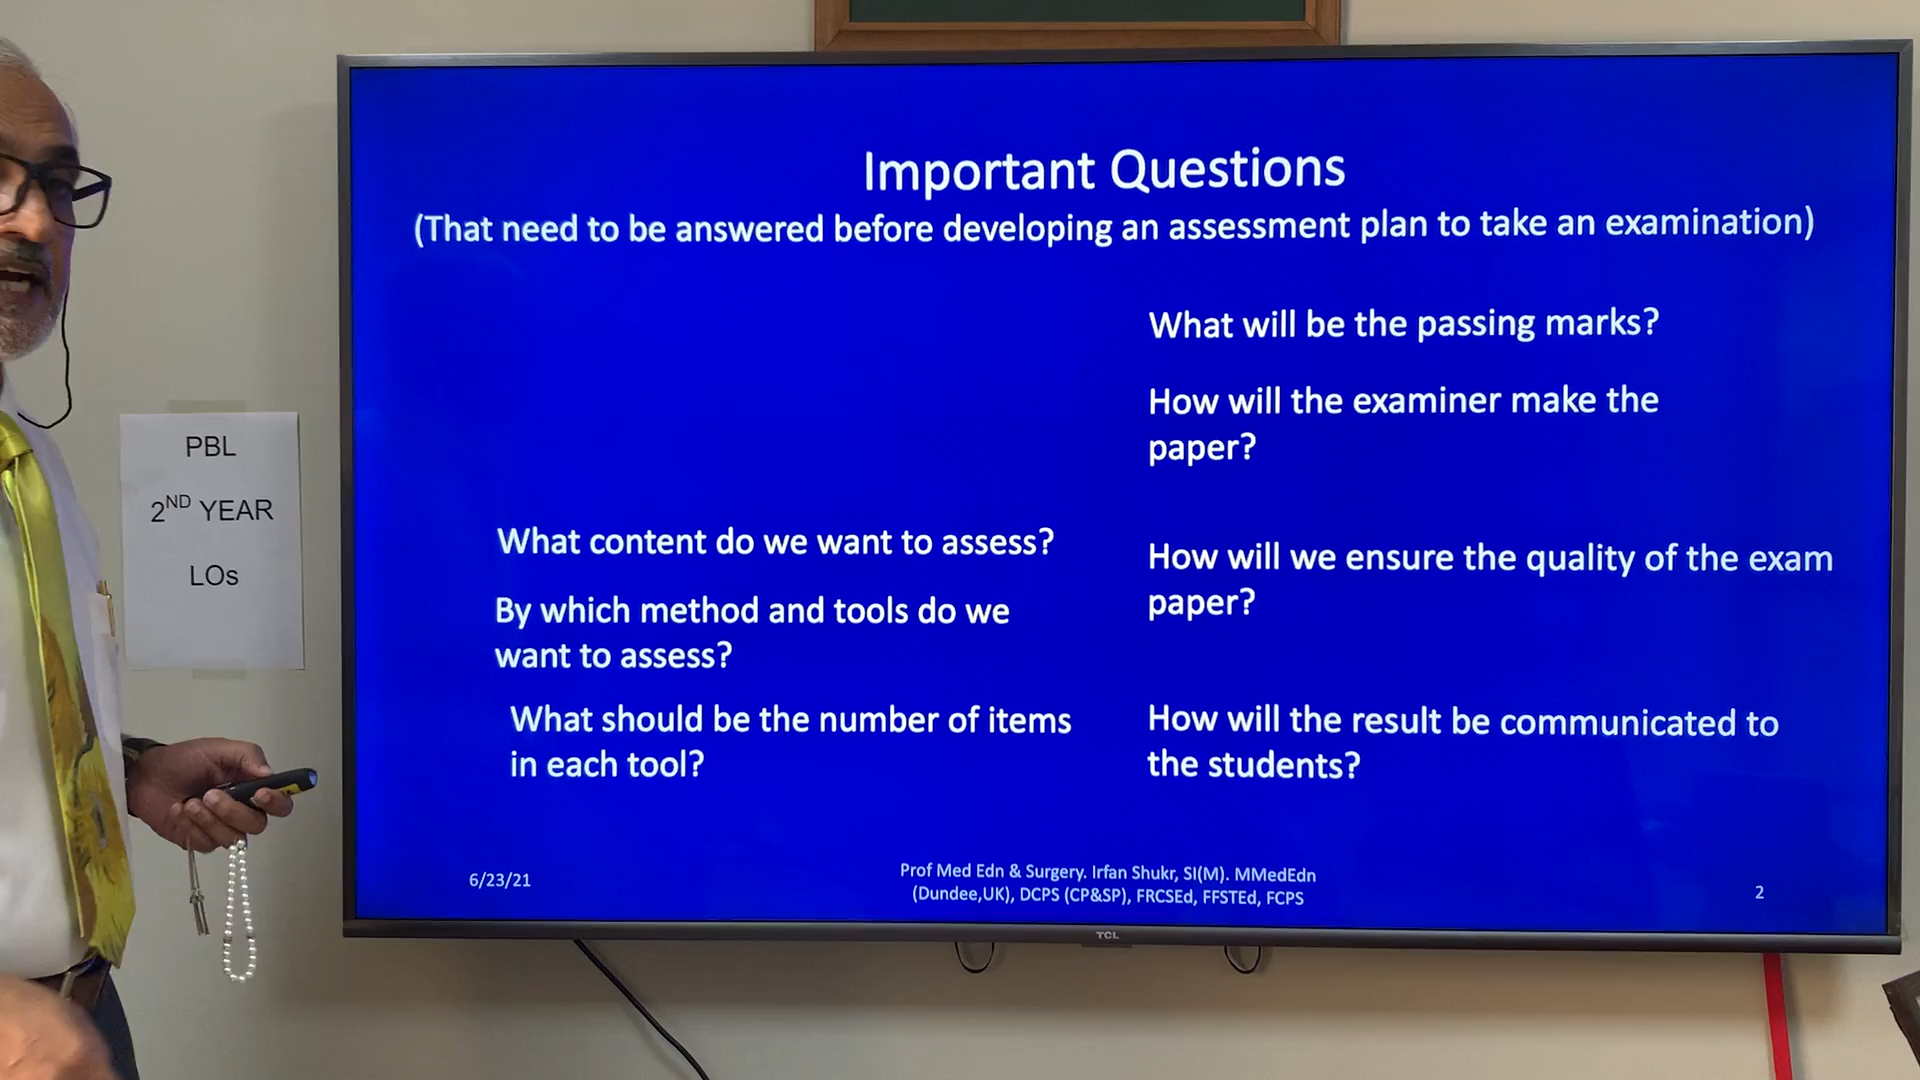 Important Questions
(That need to be answered before developing an assessment plan to take an examination)
What content do we want to assess?
By which method and tools do we
want to assess?
What should be the number of items
in each tool?
What will be the passing marks?
How will the examiner make the
paper?
How will we ensure the quality of the exam
paper?
How will the result be communicated to
the students?
6/23/21
Prof Med Edn & Surgery. Irfan Shukr, SI(M). MMedEdn
(Dundee,UK), DCPS (CP&SP), FRCSEd, FFSTEd, FCPS
2
TCL
PBL
2ND YEAR
LOs